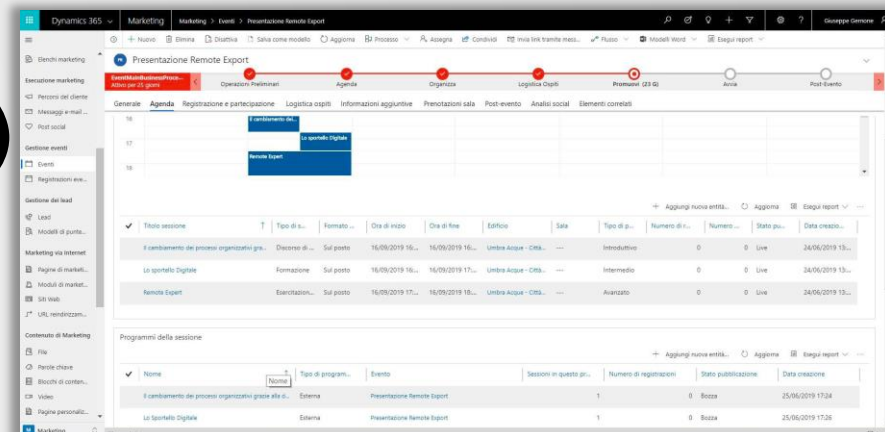 Dynamics 365 Marketing Marketing > Eventi > Presentazione Remote Export Giuseppe Gernone
+ Nuovo Elimina Disattiva Salva come modello Aggiorna Processo Assegna Condividi Invia link tramite mess... Flusso Modelli Word Esegui report
Elenchi marketing
Esecuzione marketing
Percorsi del cliente
Messaggi e-mail ...
Post social
Gestione eventi
Eventi
Registrazioni eve...
Gestione dei lead
Lead
Modelli di punte...
Marketing via Internet
Pagine di market...
Moduli di market...
Siti Web
URL reindirizzam...
Contenuto di Marketing
File
Parole chiave
Blocchi di conten...
Video
Pagine personaliz...
Marketing
Presentazione Remote Export
EventMainBusinessProce...
Attivo per 25 giorni
Operazioni Preliminari Agenda Organizza Logistica Ospiti Promuovi (23 G) Avvia Post-Evento
Generale Agenda Registrazione e partecipazione Logistica ospiti Informazioni aggiuntive Prenotazioni sala Post-evento Analisi social Elementi correlati
16
Il cambiamento dei...
17
Lo sportello Digitale
Remote Expert
18
+ Aggiungi nuova entità... Aggiorna Esegui report ...
Titolo sessione Tipo di s... Formato ... Ora di inizio Ora di fine Edificio Sala Tipo di p... Numero di r... Numero ... Stato pu... Data creazio...
Il cambiamento dei processi organizzativi gra... Discorso di ... Sul posto 16/09/2019 16:... 16/09/2019 16:... Umbra Acque - Città... --- Introduttivo 0 0 Live 24/06/2019 13:...
Lo sportello Digitale Formazione Sul posto 16/09/2019 16:... 16/09/2019 17:... Umbra Acque - Città... --- Intermedio 0 0 Live 24/06/2019 13:...
Remote Expert Esercitazion... Sul posto 16/09/2019 17:... 16/09/2019 18:... Umbra Acque - Città... --- Avanzato 0 0 Live 24/06/2019 13:...
Programmi della sessione
+ Aggiungi nuova entità... Aggiorna Esegui report ...
Nome Tipo di program... Evento Sessioni in questo pr... Numero di registrazioni Stato pubblicazione Data creazione
Nome
Il cambiamento dei processi organizzativi grazie alla d... Esterna Presentazione Remote Export 1 0 Bozza 25/06/2019 17:24
Lo Sportello Digitale Esterna Presentazione Remote Export 1 0 Bozza 25/06/2019 17:26